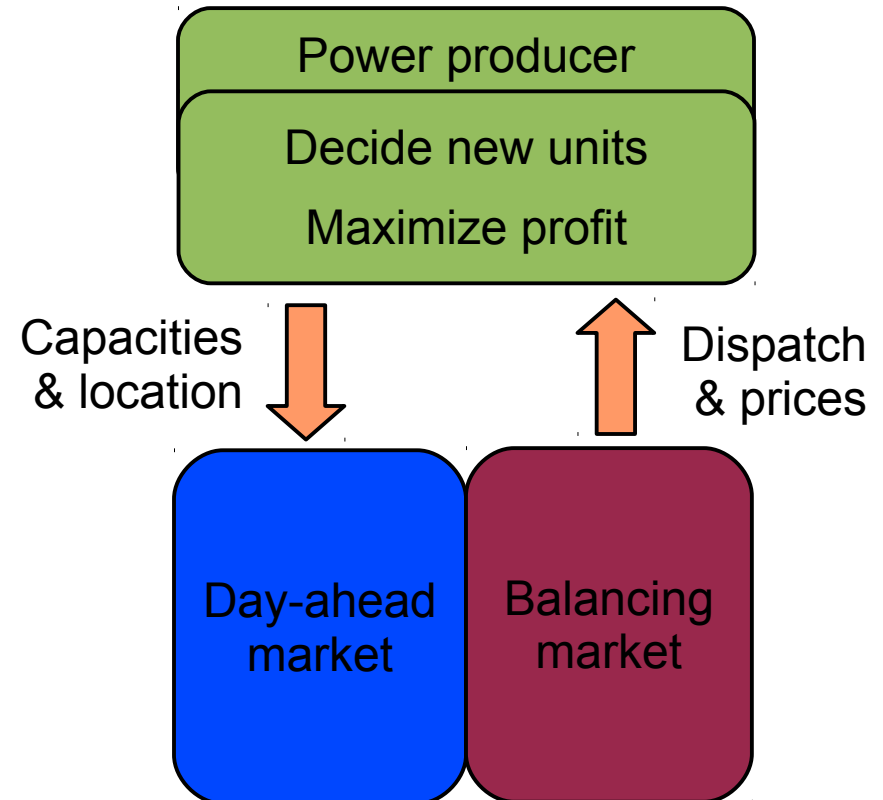 Power producer
Decide new units
Maximize profit
Capacities
& location
Dispatch
& prices
Day-ahead
market
Balancing
market